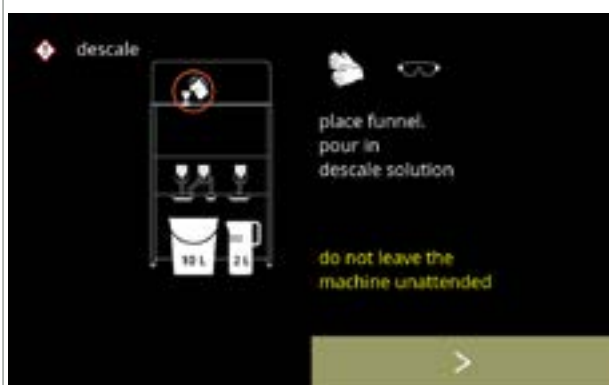 descale
place funnel.
pour in
descale solution
10 L
2 L
do not leave the
machine unattended
>